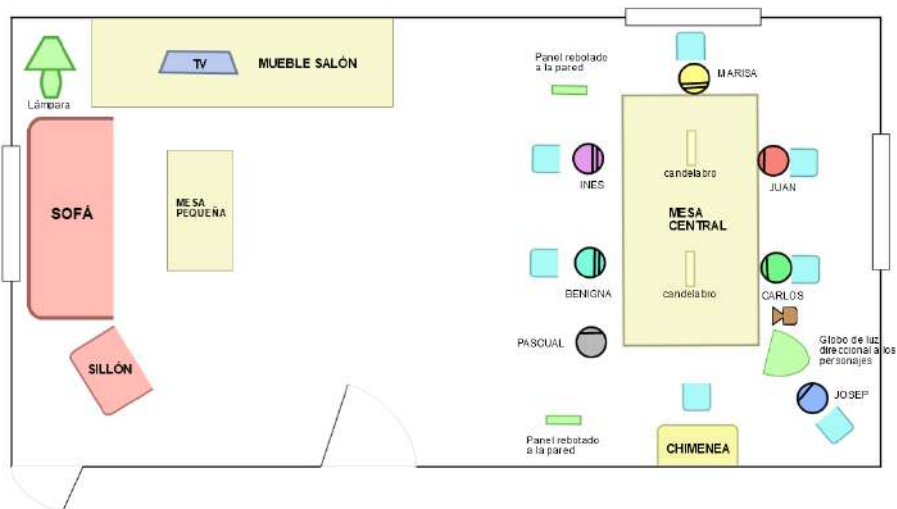 Panel rebotado
a la pared
MARISA
TV
MUEBLE SALÓN
Lámpara
candelabro
INES
JUAN
SOFÁ
MESA
PEQUEÑA
MESA
CENTRAL
BENIGNA
candelabro
CARLOS
PASCUAL
Globo de luz
direccional a los
personajes
SILLÓN
JOSEP
Panel rebotado
a la pared
CHIMENEA